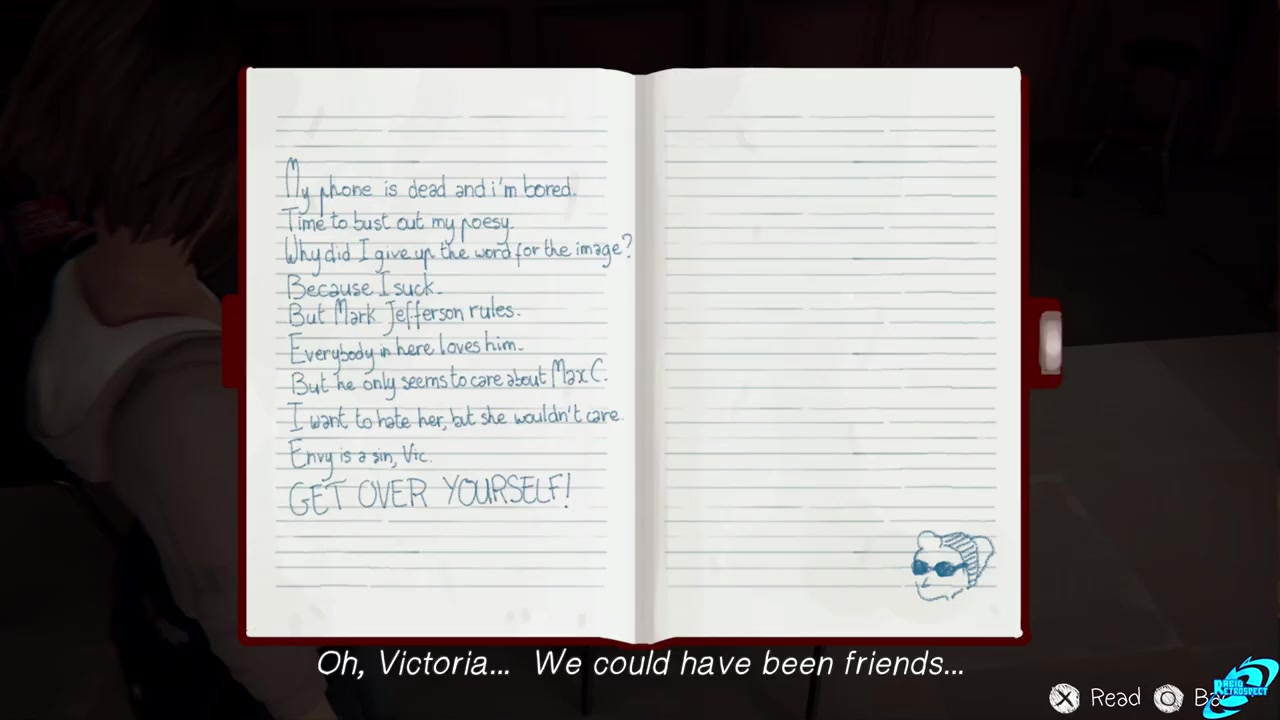 My phone is dead and i'm bored.
Time to bust out my poesy.
Why did I give up the word for the image?
Because I suck.
But Mark Jefferson rules.
Everybody in here loves him.
But he only seems to care about Max C.
I want to hate her, but she wouldn't care.
Envy is a sin, Vic.
GET OVER YOURSELF!
Oh, Victoria... We could have been friends...
Read
RETROSPECT